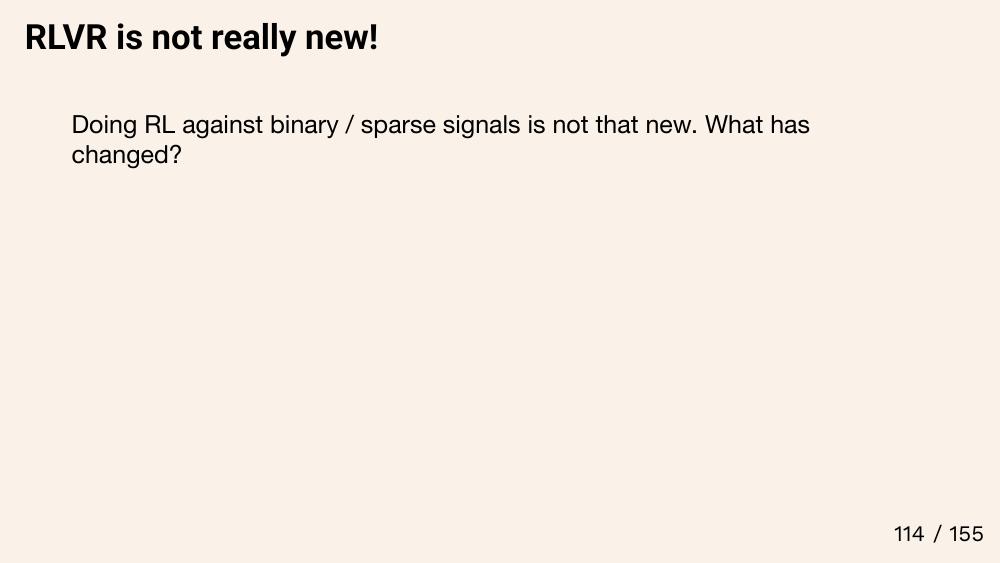 RLVR is not really new!
Doing RL against binary / sparse signals is not that new. What has
changed?
114 / 155